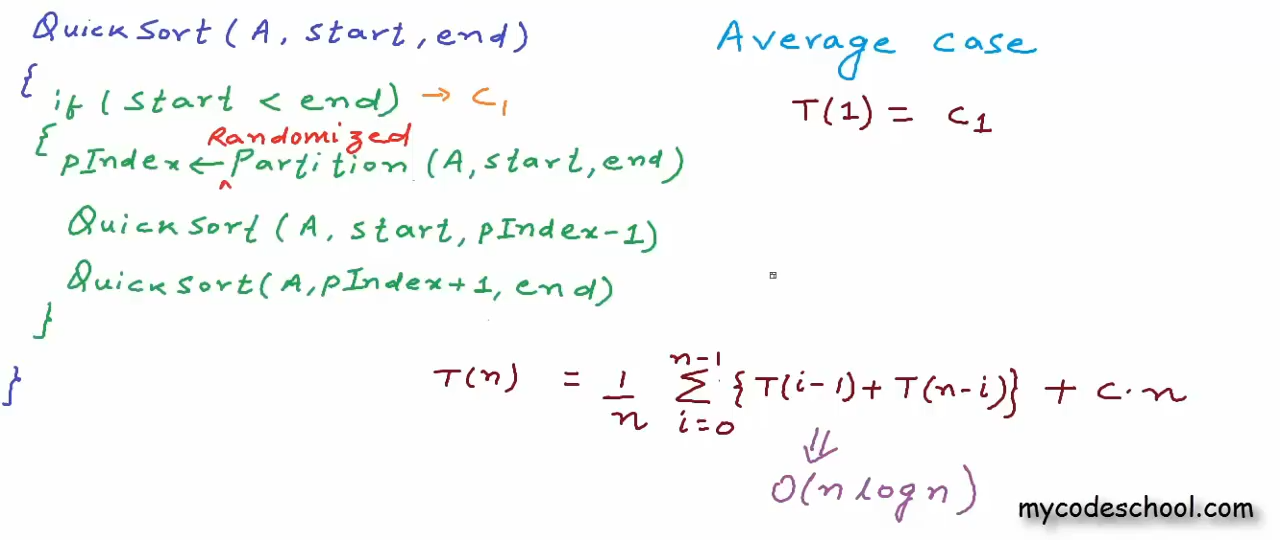 QuickSort(A, start, end)
{
if (start < end) → C1
{
Randomized
pIndex ← ^ Partition (A, start, end)
QuickSort(A, start, pIndex-1)
QuickSort(A, pIndex+1, end)
}
}
Average case
T(1) = c1
T(n) = 1/n ∑_{i=0}^{n-1} {T(i-1)+T(n-i)} + c·n
⇓
O(n log n)
mycodeschool.com